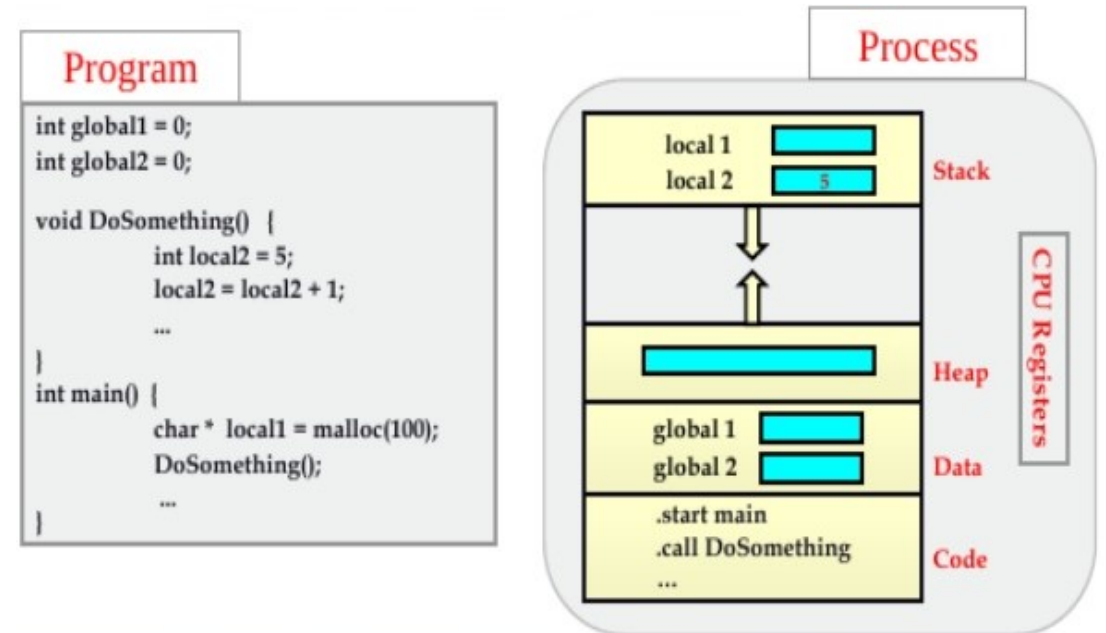 Program
int global1 = 0;
int global2 = 0;
void DoSomething() {
int local2 = 5;
local2 = local2 + 1;
...
}
int main() {
char * local1 = malloc(100);
DoSomething();
...
}
Process
local 1
local 2 5
Stack
Heap
global 1
global 2
Data
.start main
.call DoSomething
...
Code
CPU Registers